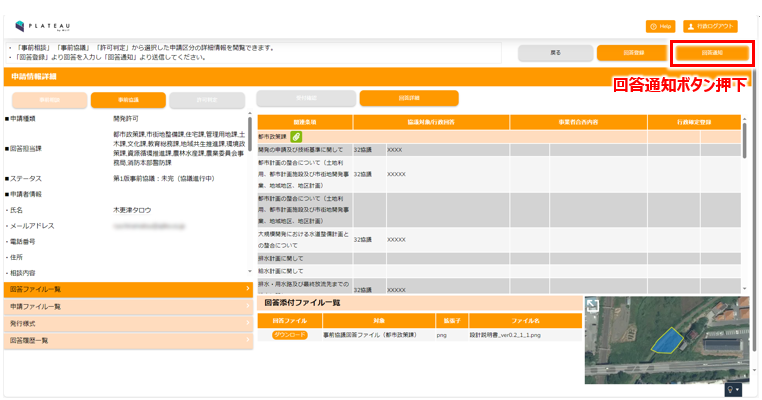 PLATEAU
by MLIT
Help
行政ログアウト
・「事前相談」「事前協議」「許可判定」から選択した申請区分の詳細情報を閲覧できます。
・「回答登録」より回答を入力し「回答通知」より送信してください。
戻る
回答登録
回答通知
申請情報詳細
回答通知ボタン押下
事前相談
事前協議
許可判定
回答詳細
■申請種類
開発許可
■回答担当課
都市政策課,市街地整備課,住宅課,管理用地課,土
木課,文化課,教育総務課,地域共生推進課,環境政
策課,資源循環推進課,農林水産課,農業委員会事
務局,消防本部警防課
■ステータス
第1版事前協議：未完（協議進行中）
■申請者情報
・氏名
木更津タロウ
・メールアドレス
・電話番号
・住所
・相談内容
回答ファイル一覧
申請ファイル一覧
発行様式
回答履歴一覧
関連条項
協議対象/行政回答
事業者合否内容
行政確定登録
都市政策課
開発の申請及び技術基準に関して
32協議
XXXX
都市計画の整合について（土地利
用、都市計画施設及び市街地開発事
業、地域地区、地区計画）
32協議
XXXXX
都市計画の整合について（土地利
用、都市計画施設及び市街地開発事
業、地域地区、地区計画）
大規模開発における水道整備計画と
の整合について
32協議
XXXXX
排水計画に関して
給水計画に関して
排水・用水路及び最終放流先までの
32協議
XXXXX
回答添付ファイル一覧
回答ファイル
対象
拡張子
ファイル名
ダウンロード
事前協議回答ファイル（都市政策課）
png
設計説明書_ver0.2_1_1.png